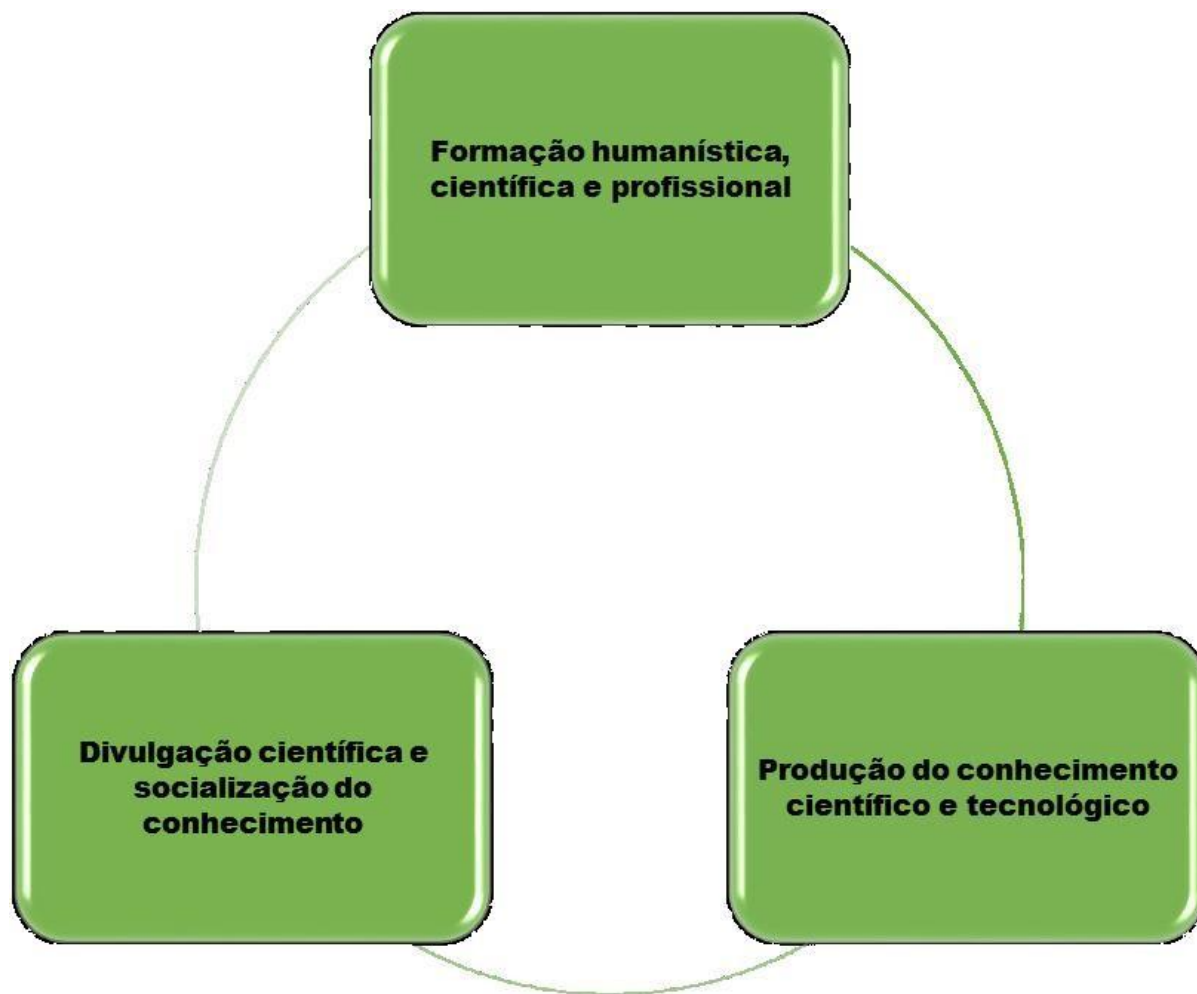 Formação humanística,
científica e profissional
Divulgação científica e
socialização do
conhecimento
Produção do conhecimento
científico e tecnológico